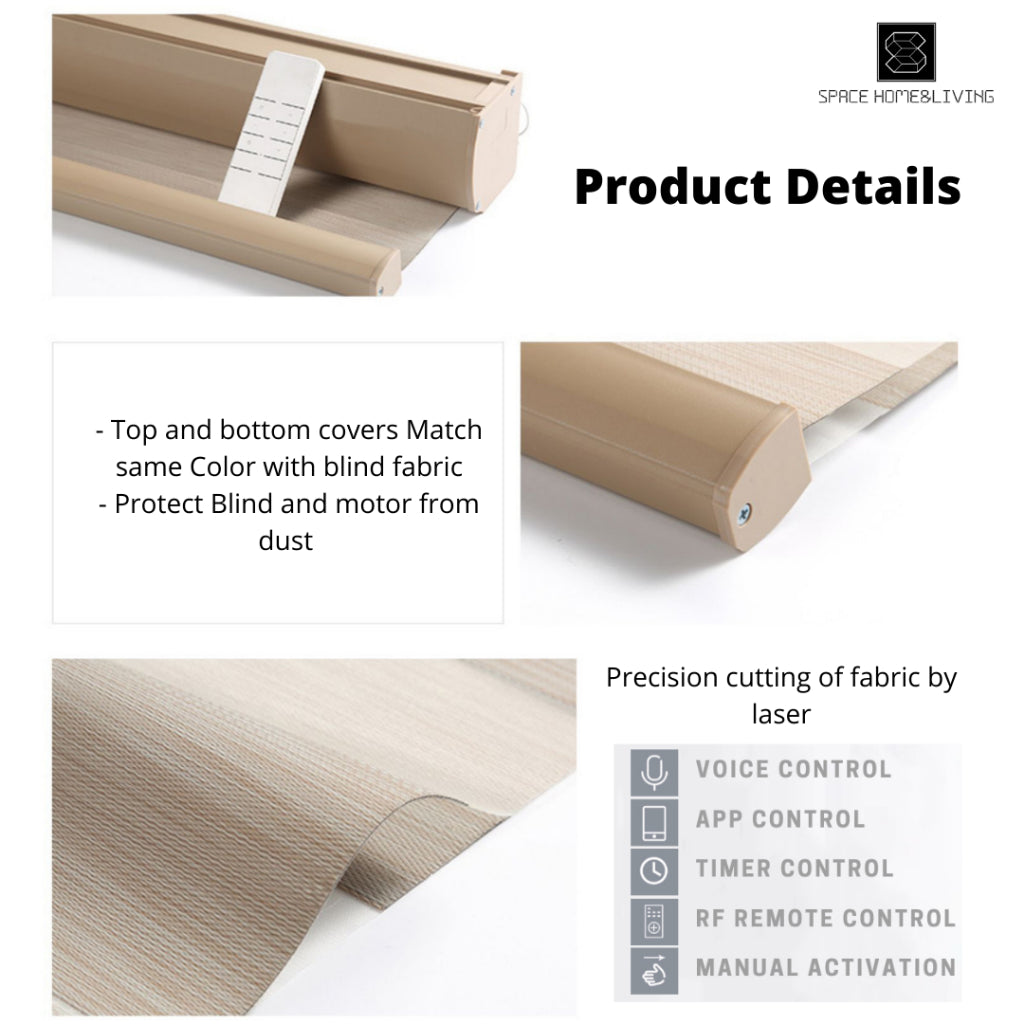 SPACE HOME&LIVING
Product Details
- Top and bottom covers Match
same Color with blind fabric
- Protect Blind and motor from
dust
Precision cutting of fabric by
laser
VOICE CONTROL
APP CONTROL
TIMER CONTROL
RF REMOTE CONTROL
MANUAL ACTIVATION